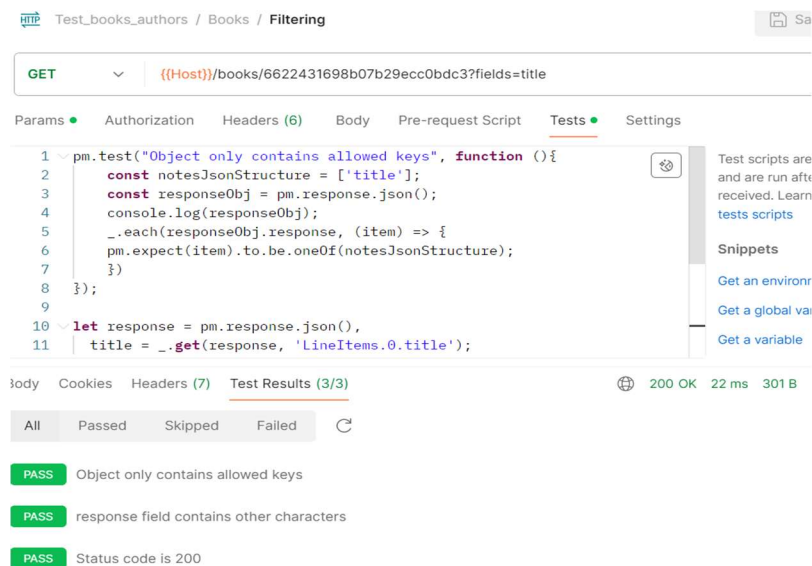 HTTP Test_books_authors / Books / Filtering
Sa
GET {{Host}}/books/6622431698b07b29ecc0bdc3?fields=title
Params Authorization Headers (6) Body Pre-request Script Tests Settings
1 pm.test("Object only contains allowed keys", function (){
2 const notesJsonStructure = ['title'];
3 const responseObj = pm.response.json();
4 console.log(responseObj);
5 _.each(responseObj.response, (item) => {
6 pm.expect(item).to.be.oneOf(notesJsonStructure);
7 })
8 });
9
10 let response = pm.response.json(),
11 title = _.get(response, 'LineItems.0.title');
Test scripts are
and are run afte
received. Learn
tests scripts
Snippets
Get an environm
Get a global var
Get a variable
Body Cookies Headers (7) Test Results (3/3) 200 OK 22 ms 301 B
All Passed Skipped Failed
PASS Object only contains allowed keys
PASS response field contains other characters
PASS Status code is 200